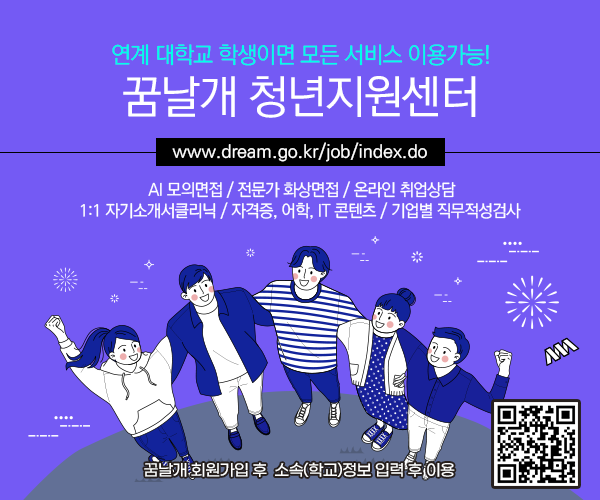 연계 대학교 학생이면 모든 서비스 이용가능!
꿈날개 청년지원센터
www.dream.go.kr/job/index.do
AI 모의면접 / 전문가 화상면접 / 온라인 취업상담
1:1 자기소개서클리닉 / 자격증, 어학, IT 콘텐츠 / 기업별 직무적성검사
꿈날개 회원가입 후 소속(학교)정보 입력 후 이용